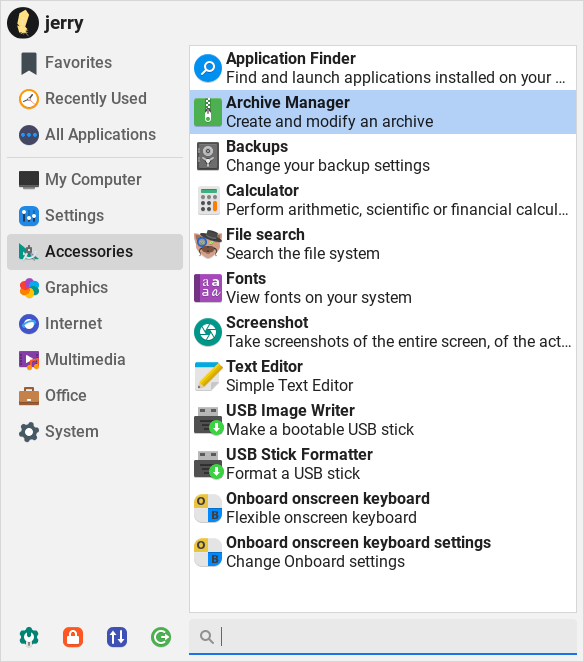 jerry
Favorites
Recently Used
All Applications
My Computer
Settings
Accessories
Graphics
Internet
Multimedia
Office
System
Application Finder
Find and launch applications installed on your ...
Archive Manager
Create and modify an archive
Backups
Change your backup settings
Calculator
Perform arithmetic, scientific or financial calcul...
File search
Search the file system
Fonts
View fonts on your system
Screenshot
Take screenshots of the entire screen, of the act...
Text Editor
Simple Text Editor
USB Image Writer
Make a bootable USB stick
USB Stick Formatter
Format a USB stick
Onboard onscreen keyboard
Flexible onscreen keyboard
Onboard onscreen keyboard settings
Change Onboard settings